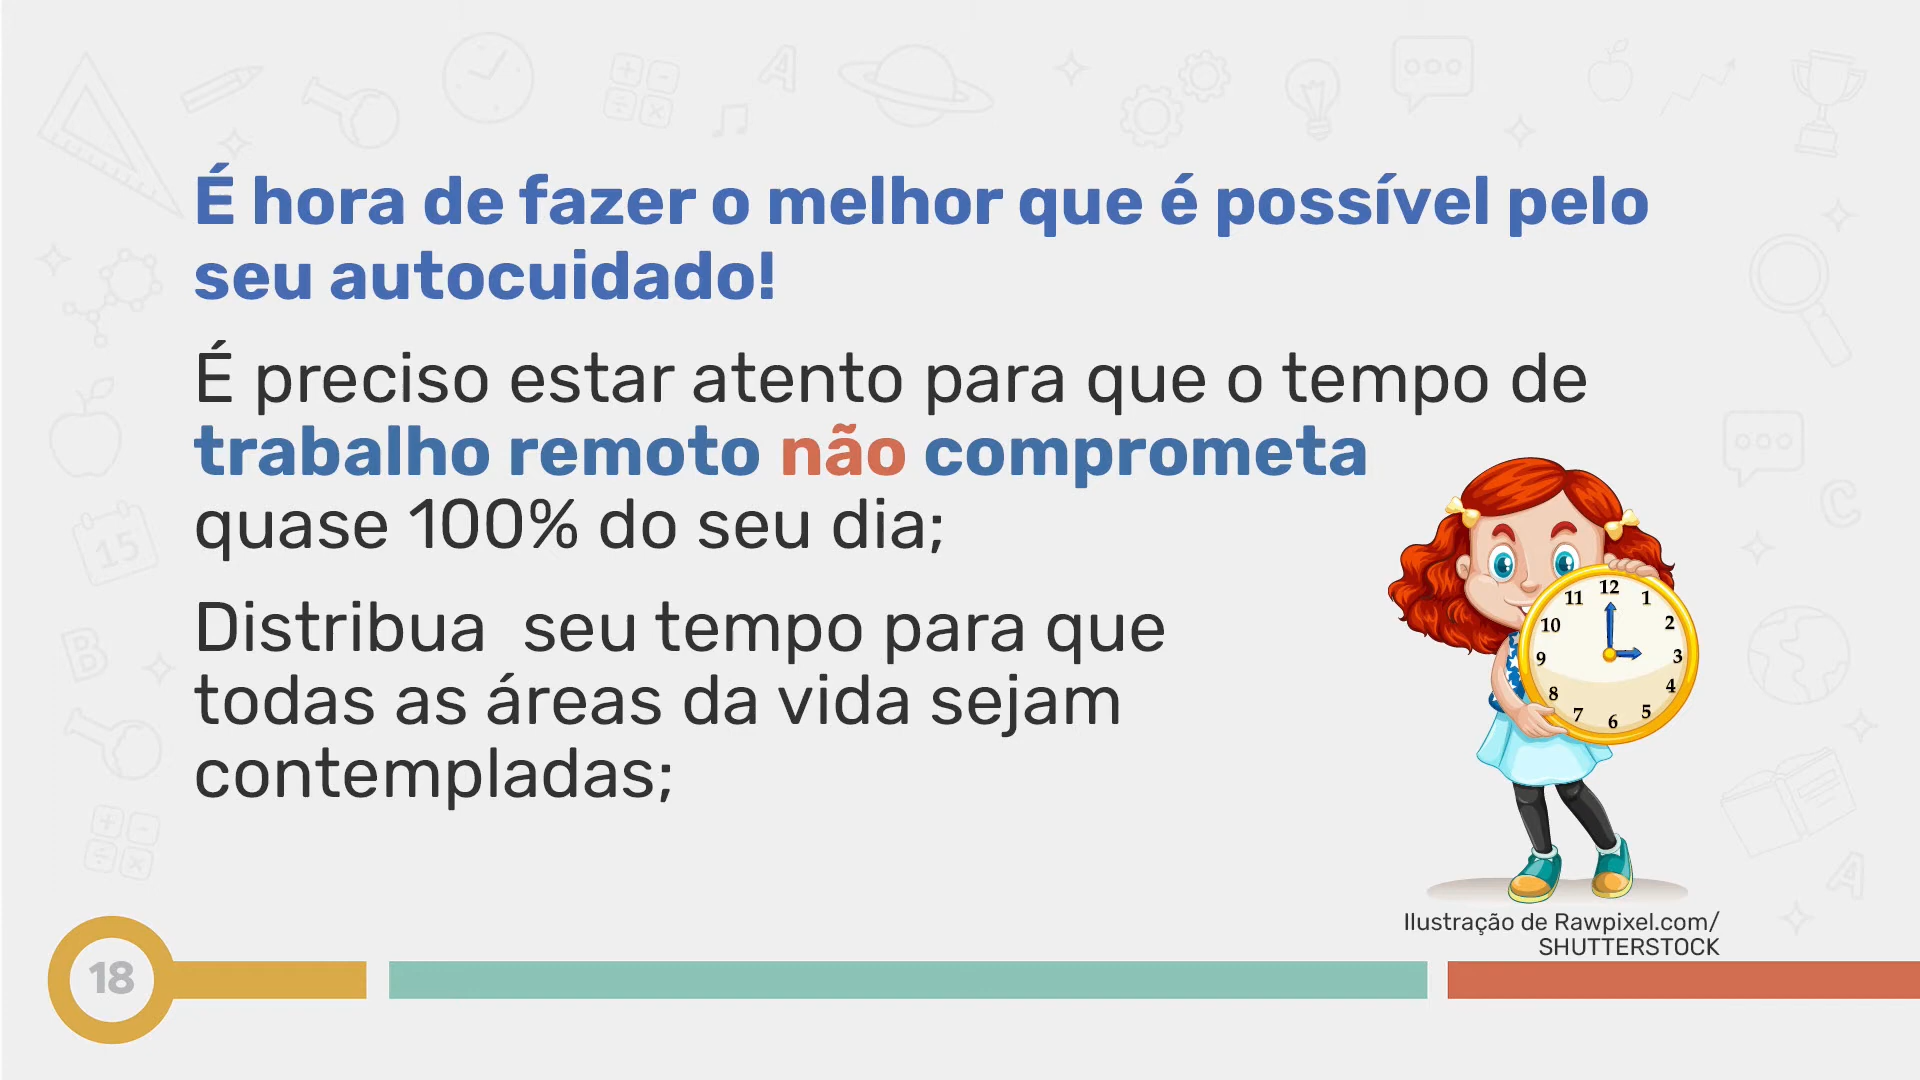 É hora de fazer o melhor que é possível pelo
seu autocuidado!
É preciso estar atento para que o tempo de
trabalho remoto não comprometa
quase 100% do seu dia;
Distribua  seu tempo para que
todas as áreas da vida sejam
contempladas;
12
11 1
10 2
9 3
8 4
7 6 5
Ilustração de Rawpixel.com/
SHUTTERSTOCK
18
15
A
B
C
A